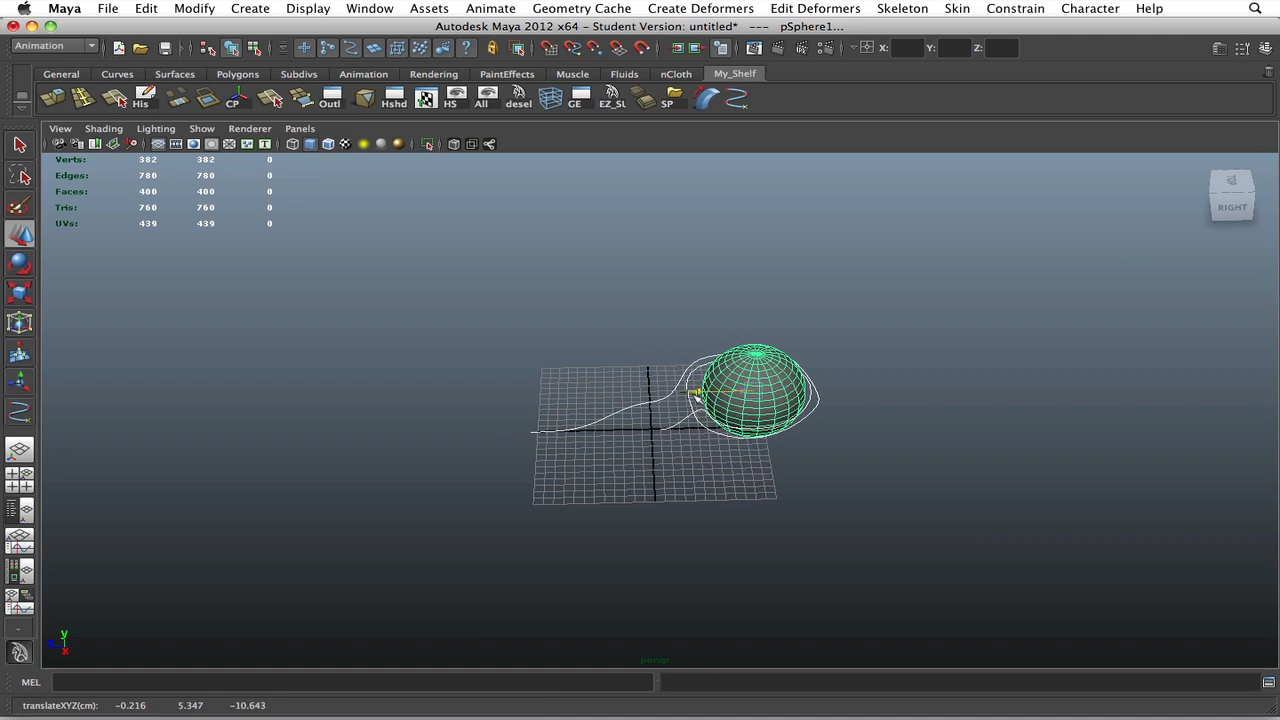 Maya File Edit Modify Create Display Window Assets Animate Geometry Cache Create Deformers Edit Deformers Skeleton Skin Constrain Character Help
Autodesk Maya 2012 x64 - Student Version: untitled* --- pSphere1...
Animation X: Y: Z:
General Curves Surfaces Polygons Subdivs Animation Rendering PaintEffects Muscle Fluids nCloth My_Shelf
His CP Outl Hshd HS All desel GE EZ_SL SP
View Shading Lighting Show Renderer Panels
Verts: 382 382 0
Edges: 780 780 0
Faces: 400 400 0
Tris: 760 760 0
UVs: 439 439 0
RIGHT
y
x
persp
MEL
translateXYZ(cm): -0.216 5.347 -10.643